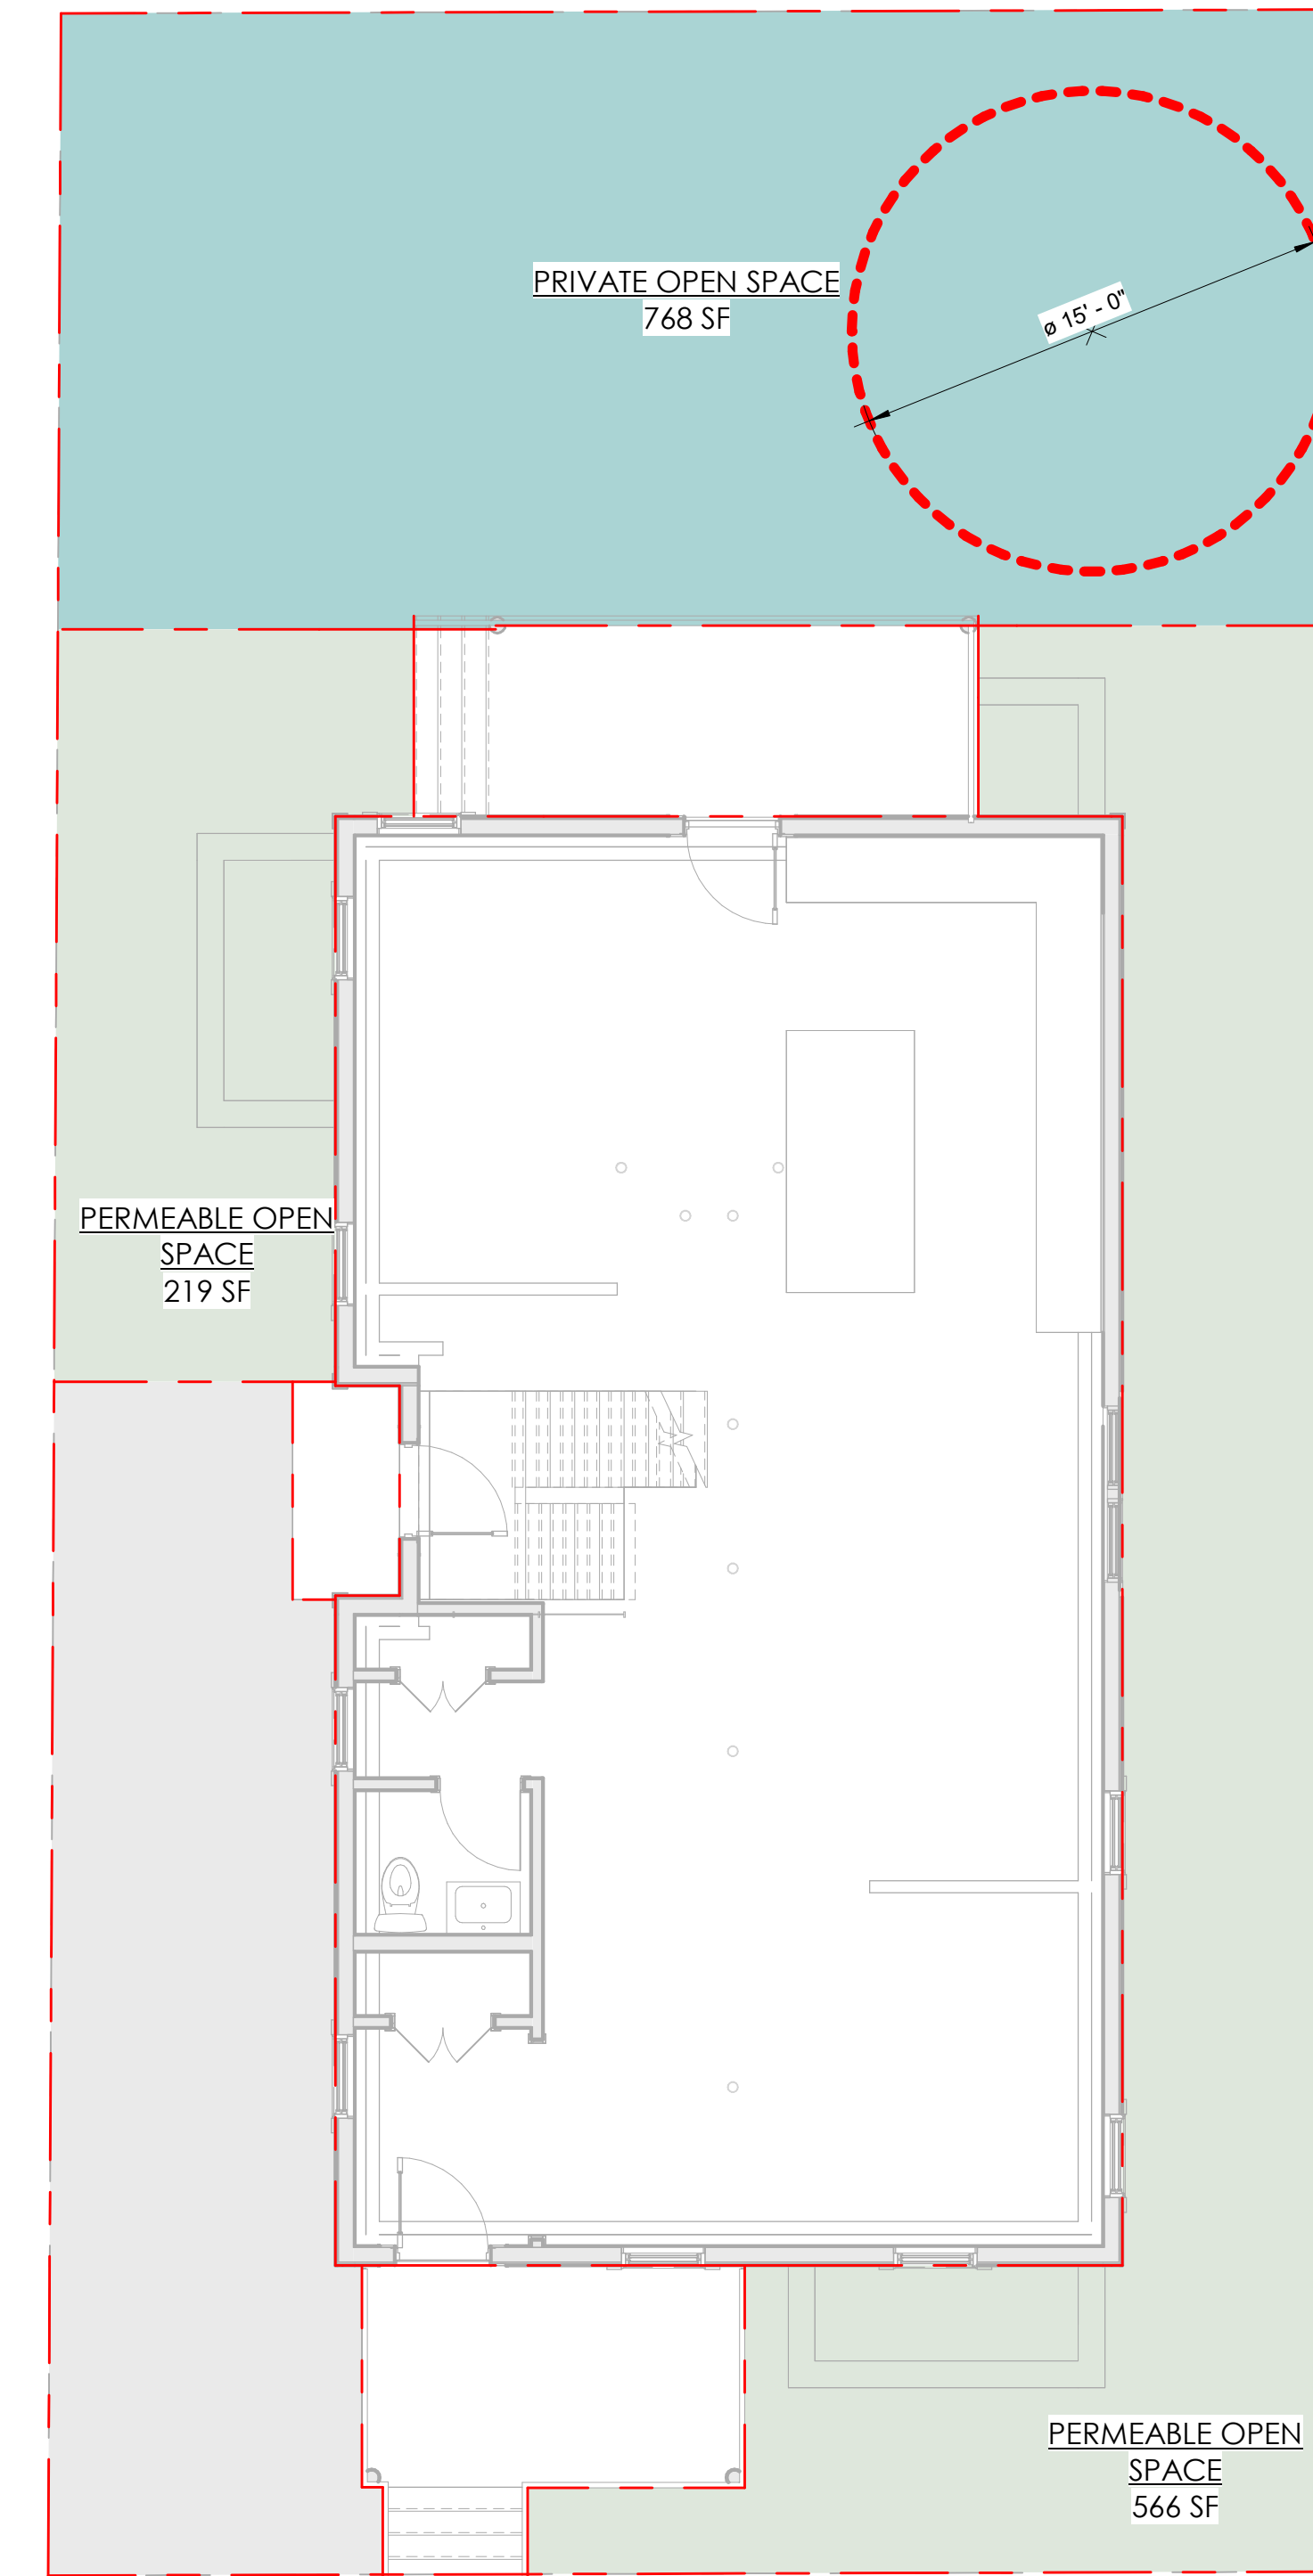 PRIVATE OPEN SPACE
768 SF
ø 15' - 0"
PERMEABLE OPEN
SPACE
219 SF
PERMEABLE OPEN
SPACE
566 SF